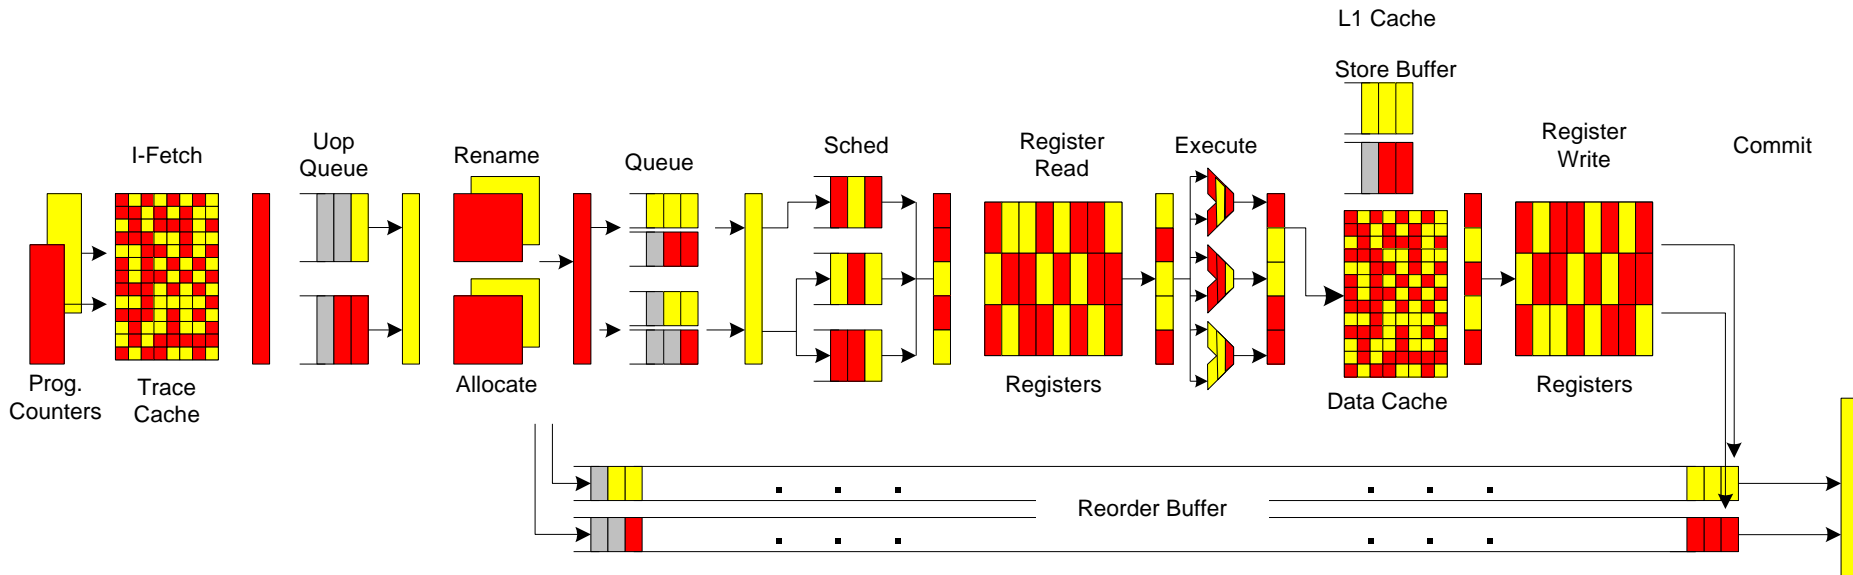 L1 Cache
Store Buffer
I-Fetch
Uop
Queue
Rename
Queue
Sched
Register
Read
Execute
Register
Write
Commit
Prog.
Counters
Trace
Cache
Allocate
Registers
Data Cache
Registers
Reorder Buffer